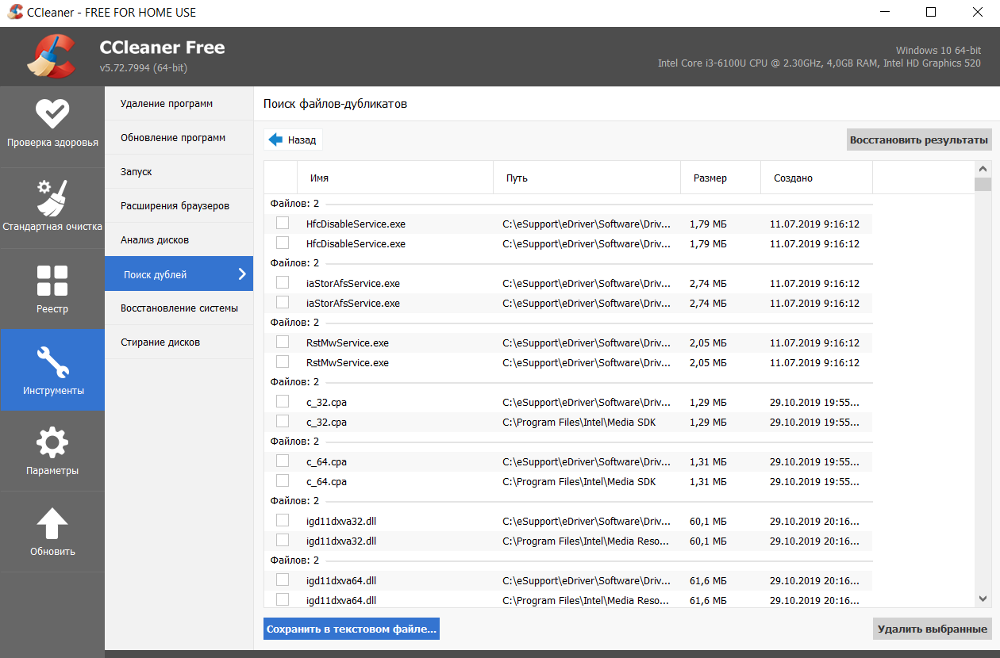 CCleaner - FREE FOR HOME USE
CCleaner Free
v5.72.7994 (64-bit)
Windows 10 64-bit
Intel Core i3-6100U CPU @ 2.30GHz, 4,0GB RAM, Intel HD Graphics 520
Проверка здоровья
Стандартная очистка
Реестр
Инструменты
Параметры
Обновить
Удаление программ
Обновление программ
Запуск
Расширения браузеров
Анализ дисков
Поиск дублей
Восстановление системы
Стирание дисков
Поиск файлов-дубликатов
Назад
Восстановить результаты
Имя Путь Размер Создано
Файлов: 2
HfcDisableService.exe C:\eSupport\eDriver\Software\Driv... 1,79 МБ 11.07.2019 9:16:12
HfcDisableService.exe C:\eSupport\eDriver\Software\Driv... 1,79 МБ 11.07.2019 9:16:12
Файлов: 2
iaStorAfsService.exe C:\eSupport\eDriver\Software\Driv... 2,74 МБ 11.07.2019 9:16:12
iaStorAfsService.exe C:\eSupport\eDriver\Software\Driv... 2,74 МБ 11.07.2019 9:16:12
Файлов: 2
RstMwService.exe C:\eSupport\eDriver\Software\Driv... 2,05 МБ 11.07.2019 9:16:12
RstMwService.exe C:\eSupport\eDriver\Software\Driv... 2,05 МБ 11.07.2019 9:16:12
Файлов: 2
c_32.cpa C:\eSupport\eDriver\Software\Driv... 1,29 МБ 29.10.2019 19:55...
c_32.cpa C:\Program Files\Intel\Media SDK 1,29 МБ 29.10.2019 19:55...
Файлов: 2
c_64.cpa C:\eSupport\eDriver\Software\Driv... 1,31 МБ 29.10.2019 19:55...
c_64.cpa C:\Program Files\Intel\Media SDK 1,31 МБ 29.10.2019 19:55...
Файлов: 2
igd11dxva32.dll C:\eSupport\eDriver\Software\Driv... 60,1 МБ 29.10.2019 20:16...
igd11dxva32.dll C:\Program Files\Intel\Media Reso... 60,1 МБ 29.10.2019 20:16...
Файлов: 2
igd11dxva64.dll C:\eSupport\eDriver\Software\Driv... 61,6 МБ 29.10.2019 20:16...
igd11dxva64.dll C:\Program Files\Intel\Media Reso... 61,6 МБ 29.10.2019 20:16...
Сохранить в текстовом файле...
Удалить выбранные